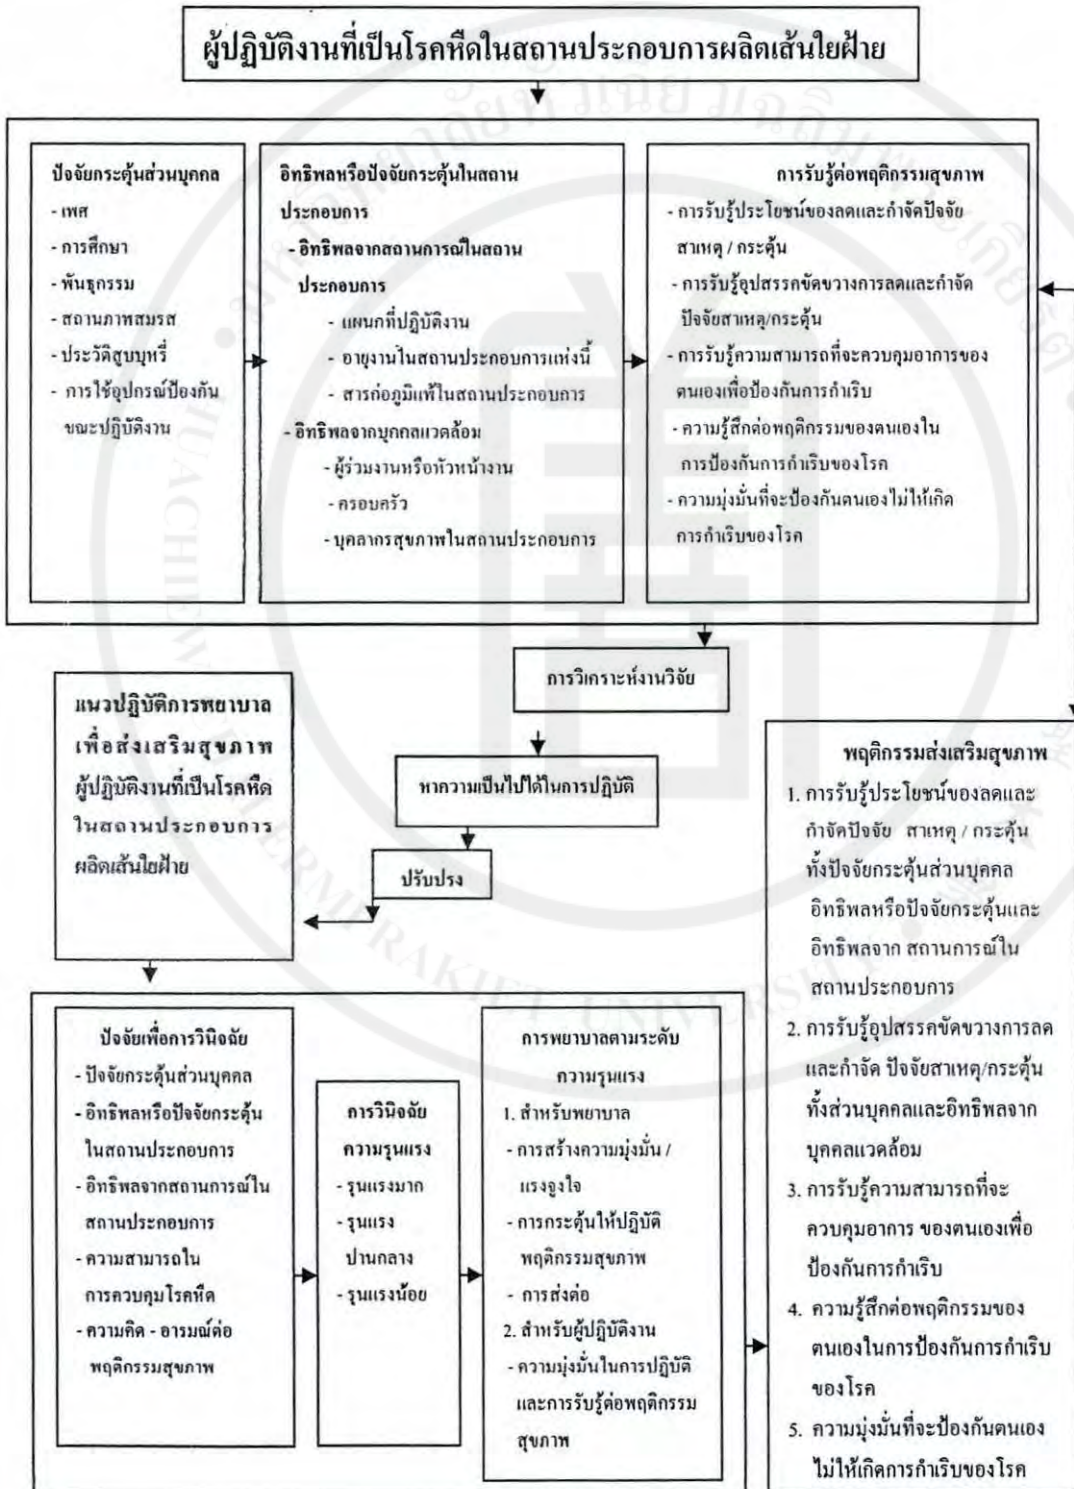 ผู้ปฏิบัติงานที่เป็นโรคหืดในสถานประกอบการผลิตเส้นใยฝ้าย
ปัจจัยกระตุ้นส่วนบุคคล
- เพศ
- การศึกษา
- พันธุกรรม
- สถานภาพสมรส
- ประวัติสูบบุหรี่
- การใช้อุปกรณ์ป้องกัน
ขณะปฏิบัติงาน
อิทธิพลหรือปัจจัยกระตุ้นในสถาน
ประกอบการ
- อิทธิพลจากสถานการณ์ในสถาน
ประกอบการ
- แผนกที่ปฏิบัติงาน
- อายุงานในสถานประกอบการแห่งนี้
- สารก่อภูมิแพ้ในสถานประกอบการ
- อิทธิพลจากบุคคลแวดล้อม
- ผู้ร่วมงานหรือหัวหน้างาน
- ครอบครัว
- บุคลากรสุขภาพในสถานประกอบการ
การรับรู้ต่อพฤติกรรมสุขภาพ
- การรับรู้ประโยชน์ของลดและกำจัดปัจจัย
สาเหตุ / กระตุ้น
- การรับรู้อุปสรรคขัดขวางการลดและกำจัด
ปัจจัยสาเหตุ/กระตุ้น
- การรับรู้ความสามารถที่จะควบคุมอาการของ
ตนเองเพื่อป้องกันการกำเริบ
- ความรู้สึกต่อพฤติกรรมของตนเองใน
การป้องกันการกำเริบของโรค
- ความมุ่งมั่นที่จะป้องกันตนเองไม่ให้เกิด
การกำเริบของโรค
การวิเคราะห์งานวิจัย
หาความเป็นไปได้ในการปฏิบัติ
ปรับปรุง
แนวปฏิบัติการพยาบาล
เพื่อส่งเสริมสุขภาพ
ผู้ปฏิบัติงานที่เป็นโรคหืด
ในสถานประกอบการ
ผลิตเส้นใยฝ้าย
ปัจจัยเพื่อการวินิจฉัย
- ปัจจัยกระตุ้นส่วนบุคคล
- อิทธิพลหรือปัจจัยกระตุ้น
ในสถานประกอบการ
- อิทธิพลจากสถานการณ์ใน
สถานประกอบการ
- ความสามารถใน
การควบคุมโรคหืด
- ความคิด - อารมณ์ต่อ
พฤติกรรมสุขภาพ
การวินิจฉัย
ความรุนแรง
- รุนแรงมาก
- รุนแรง
ปานกลาง
- รุนแรงน้อย
การพยาบาลตามระดับ
ความรุนแรง
1. สำหรับพยาบาล
- การสร้างความมุ่งมั่น /
แรงจูงใจ
- การกระตุ้นให้ปฏิบัติ
พฤติกรรมสุขภาพ
- การส่งต่อ
2. สำหรับผู้ปฏิบัติงาน
- ความมุ่งมั่นในการปฏิบัติ
และการรับรู้ต่อพฤติกรรม
สุขภาพ
พฤติกรรมส่งเสริมสุขภาพ
1. การรับรู้ประโยชน์ของลดและ
กำจัดปัจจัย สาเหตุ / กระตุ้น
ทั้งปัจจัยกระตุ้นส่วนบุคคล
อิทธิพลหรือปัจจัยกระตุ้นและ
อิทธิพลจาก สถานการณ์ใน
สถานประกอบการ
2. การรับรู้อุปสรรคขัดขวางการลด
และกำจัด ปัจจัยสาเหตุ/กระตุ้น
ทั้งส่วนบุคคลและอิทธิพลจาก
บุคคลแวดล้อม
3. การรับรู้ความสามารถที่จะ
ควบคุมอาการ ของตนเองเพื่อ
ป้องกันการกำเริบ
4. ความรู้สึกต่อพฤติกรรมของ
ตนเองในการป้องกันการกำเริบ
ของโรค
5. ความมุ่งมั่นที่จะป้องกันตนเอง
ไม่ให้เกิดการกำเริบของโรค